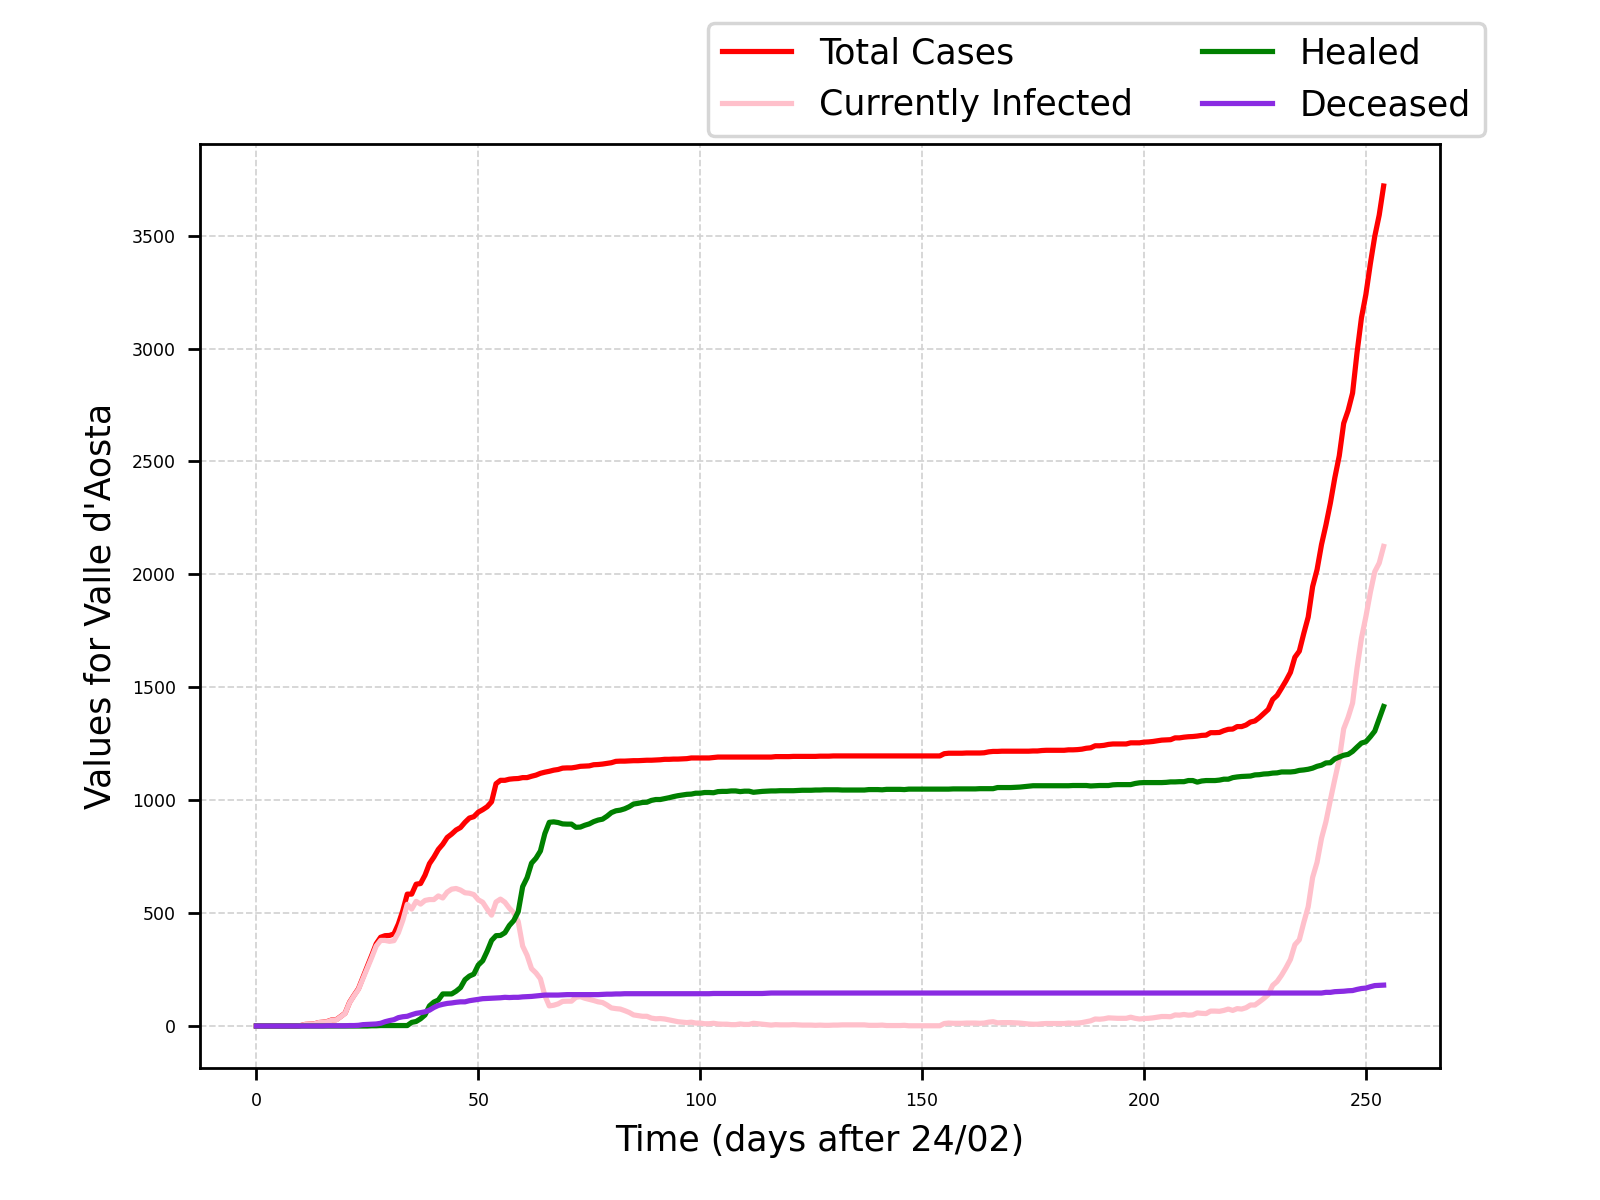 Total Cases
Currently Infected
Healed
Deceased
Values for Valle d'Aosta
3500
3000
2500
2000
1500
1000
500
0
0 50 100 150 200 250
Time (days after 24/02)